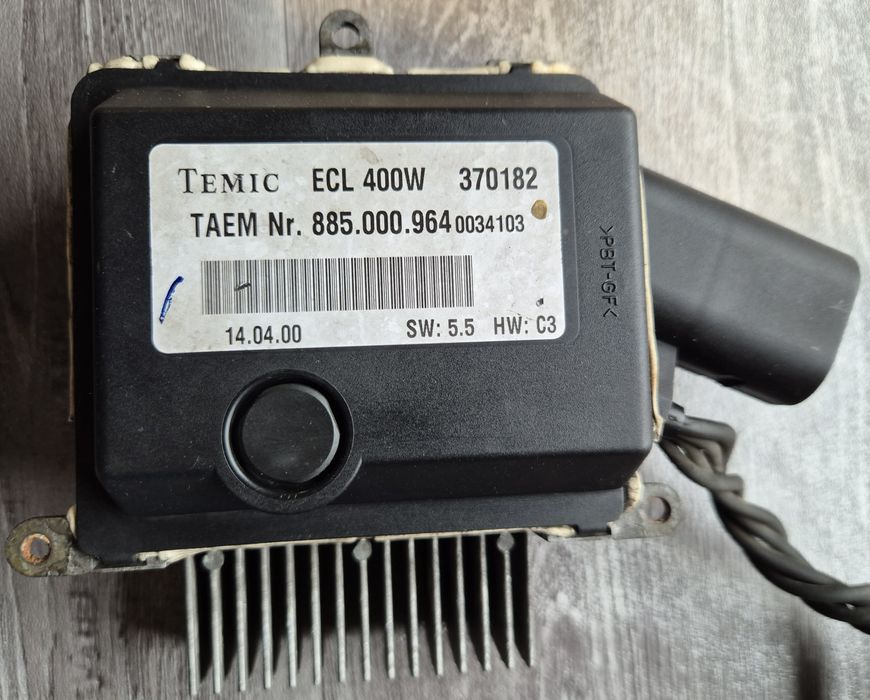 TEMIC ECL 400W 370182
TAEM Nr. 885.000.964 0034103
14.04.00 SW: 5.5 HW: C3
>PBT-GF<